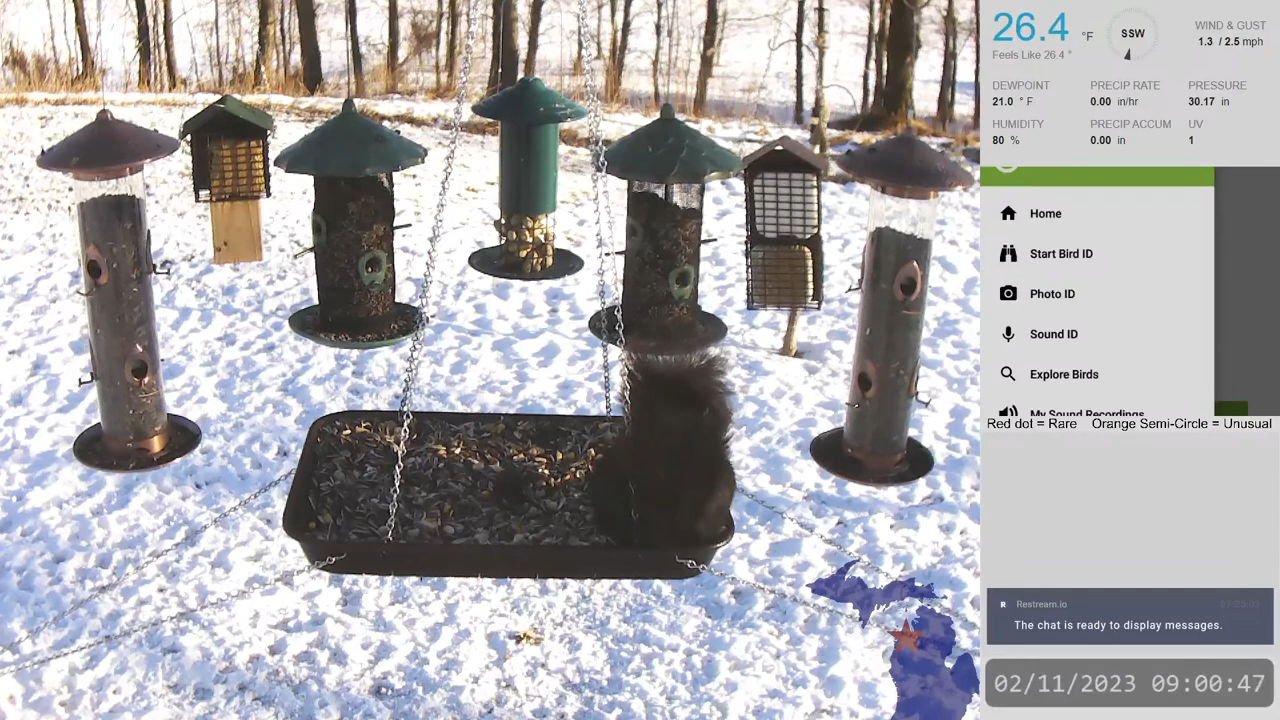 26.4 °F
Feels Like 26.4 °
SSW
WIND & GUST
1.3 / 2.5 mph
DEWPOINT PRECIP RATE PRESSURE
21.0 ° F 0.00 in/hr 30.17 in
HUMIDITY PRECIP ACCUM UV
80 % 0.00 in 1
Home
Start Bird ID
Photo ID
Sound ID
Explore Birds
My Sound Recordings
Red dot = Rare Orange Semi-Circle = Unusual
R Restream.io
The chat is ready to display messages.
02/11/2023 09:00:47